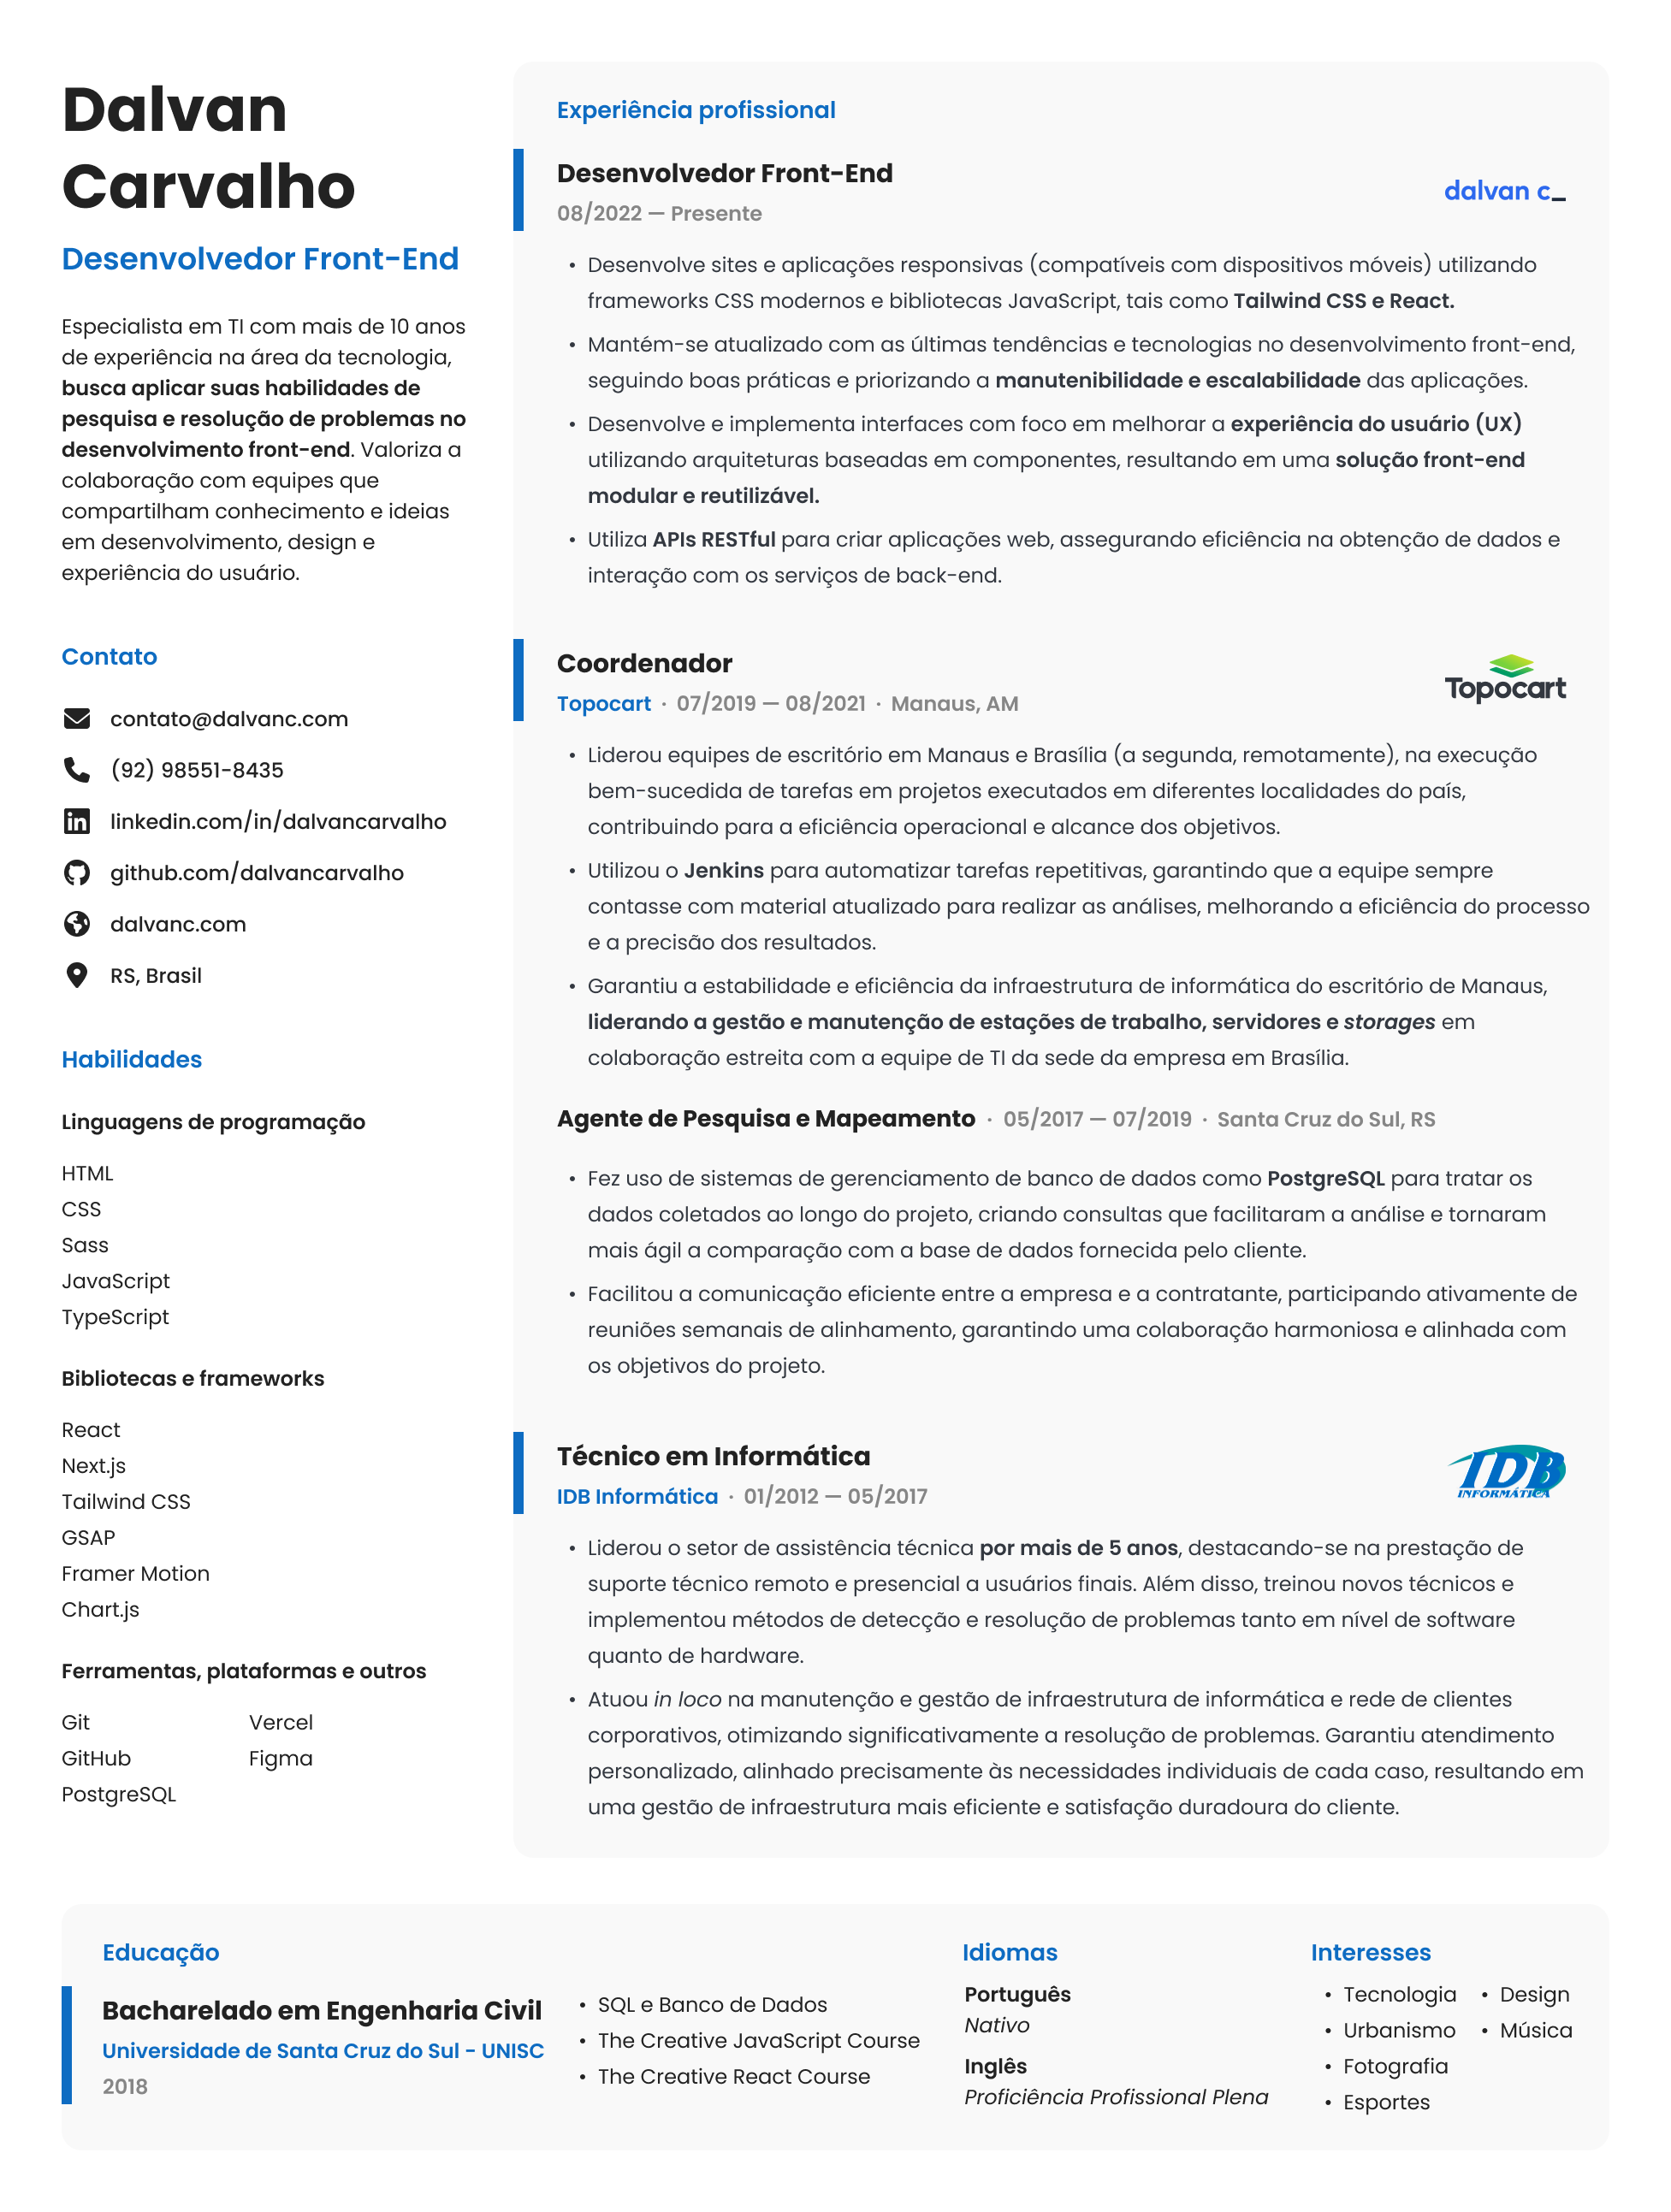 Dalvan
Carvalho
Desenvolvedor Front-End
Especialista em TI com mais de 10 anos
de experiência na área da tecnologia,
busca aplicar suas habilidades de
pesquisa e resolução de problemas no
desenvolvimento front-end. Valoriza a
colaboração com equipes que
compartilham conhecimento e ideias
em desenvolvimento, design e
experiência do usuário.
Contato
contato@dalvanc.com
(92) 98551-8435
linkedin.com/in/dalvancarvalho
github.com/dalvancarvalho
dalvanc.com
RS, Brasil
Habilidades
Linguagens de programação
HTML
CSS
Sass
JavaScript
TypeScript
Bibliotecas e frameworks
React
Next.js
Tailwind CSS
GSAP
Framer Motion
Chart.js
Ferramentas, plataformas e outros
Git
GitHub
PostgreSQL
Vercel
Figma
Experiência profissional
Desenvolvedor Front-End
08/2022 — Presente
dalvan c_
• Desenvolve sites e aplicações responsivas (compatíveis com dispositivos móveis) utilizando
frameworks CSS modernos e bibliotecas JavaScript, tais como Tailwind CSS e React.
• Mantém-se atualizado com as últimas tendências e tecnologias no desenvolvimento front-end,
seguindo boas práticas e priorizando a manutenibilidade e escalabilidade das aplicações.
• Desenvolve e implementa interfaces com foco em melhorar a experiência do usuário (UX)
utilizando arquiteturas baseadas em componentes, resultando em uma solução front-end
modular e reutilizável.
• Utiliza APIs RESTful para criar aplicações web, assegurando eficiência na obtenção de dados e
interação com os serviços de back-end.
Coordenador
Topocart · 07/2019 — 08/2021 · Manaus, AM
Topocart
• Liderou equipes de escritório em Manaus e Brasília (a segunda, remotamente), na execução
bem-sucedida de tarefas em projetos executados em diferentes localidades do país,
contribuindo para a eficiência operacional e alcance dos objetivos.
• Utilizou o Jenkins para automatizar tarefas repetitivas, garantindo que a equipe sempre
contasse com material atualizado para realizar as análises, melhorando a eficiência do processo
e a precisão dos resultados.
• Garantiu a estabilidade e eficiência da infraestrutura de informática do escritório de Manaus,
liderando a gestão e manutenção de estações de trabalho, servidores e storages em
colaboração estreita com a equipe de TI da sede da empresa em Brasília.
Agente de Pesquisa e Mapeamento · 05/2017 — 07/2019 · Santa Cruz do Sul, RS
• Fez uso de sistemas de gerenciamento de banco de dados como PostgreSQL para tratar os
dados coletados ao longo do projeto, criando consultas que facilitaram a análise e tornaram
mais ágil a comparação com a base de dados fornecida pelo cliente.
• Facilitou a comunicação eficiente entre a empresa e a contratante, participando ativamente de
reuniões semanais de alinhamento, garantindo uma colaboração harmoniosa e alinhada com
os objetivos do projeto.
Técnico em Informática
IDB Informática · 01/2012 — 05/2017
IDB
INFORMÁTICA
• Liderou o setor de assistência técnica por mais de 5 anos, destacando-se na prestação de
suporte técnico remoto e presencial a usuários finais. Além disso, treinou novos técnicos e
implementou métodos de detecção e resolução de problemas tanto em nível de software
quanto de hardware.
• Atuou in loco na manutenção e gestão de infraestrutura de informática e rede de clientes
corporativos, otimizando significativamente a resolução de problemas. Garantiu atendimento
personalizado, alinhado precisamente às necessidades individuais de cada caso, resultando em
uma gestão de infraestrutura mais eficiente e satisfação duradoura do cliente.
Educação
Bacharelado em Engenharia Civil
Universidade de Santa Cruz do Sul - UNISC
2018
• SQL e Banco de Dados
• The Creative JavaScript Course
• The Creative React Course
Idiomas
Português
Nativo
Inglês
Proficiência Profissional Plena
Interesses
• Tecnologia
• Urbanismo
• Fotografia
• Esportes
• Design
• Música